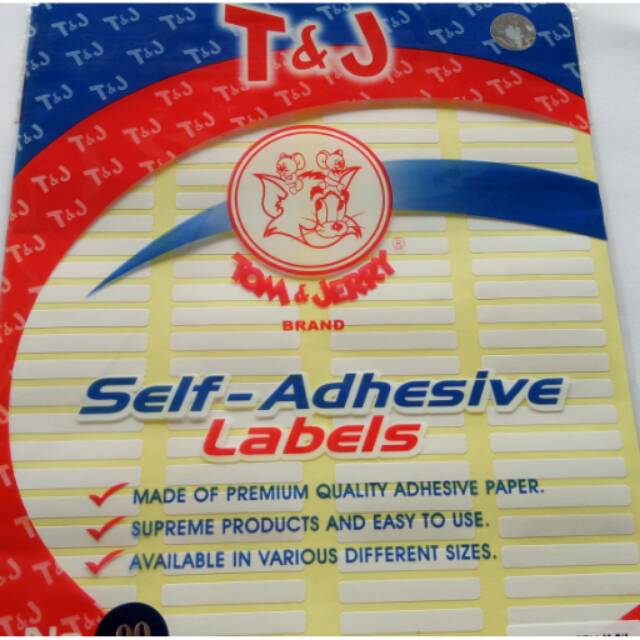 T&J
TOM & JERRY ®
BRAND
Self-Adhesive
Labels
MADE OF PREMIUM QUALITY ADHESIVE PAPER.
SUPREME PRODUCTS AND EASY TO USE.
AVAILABLE IN VARIOUS DIFFERENT SIZES.
T&J